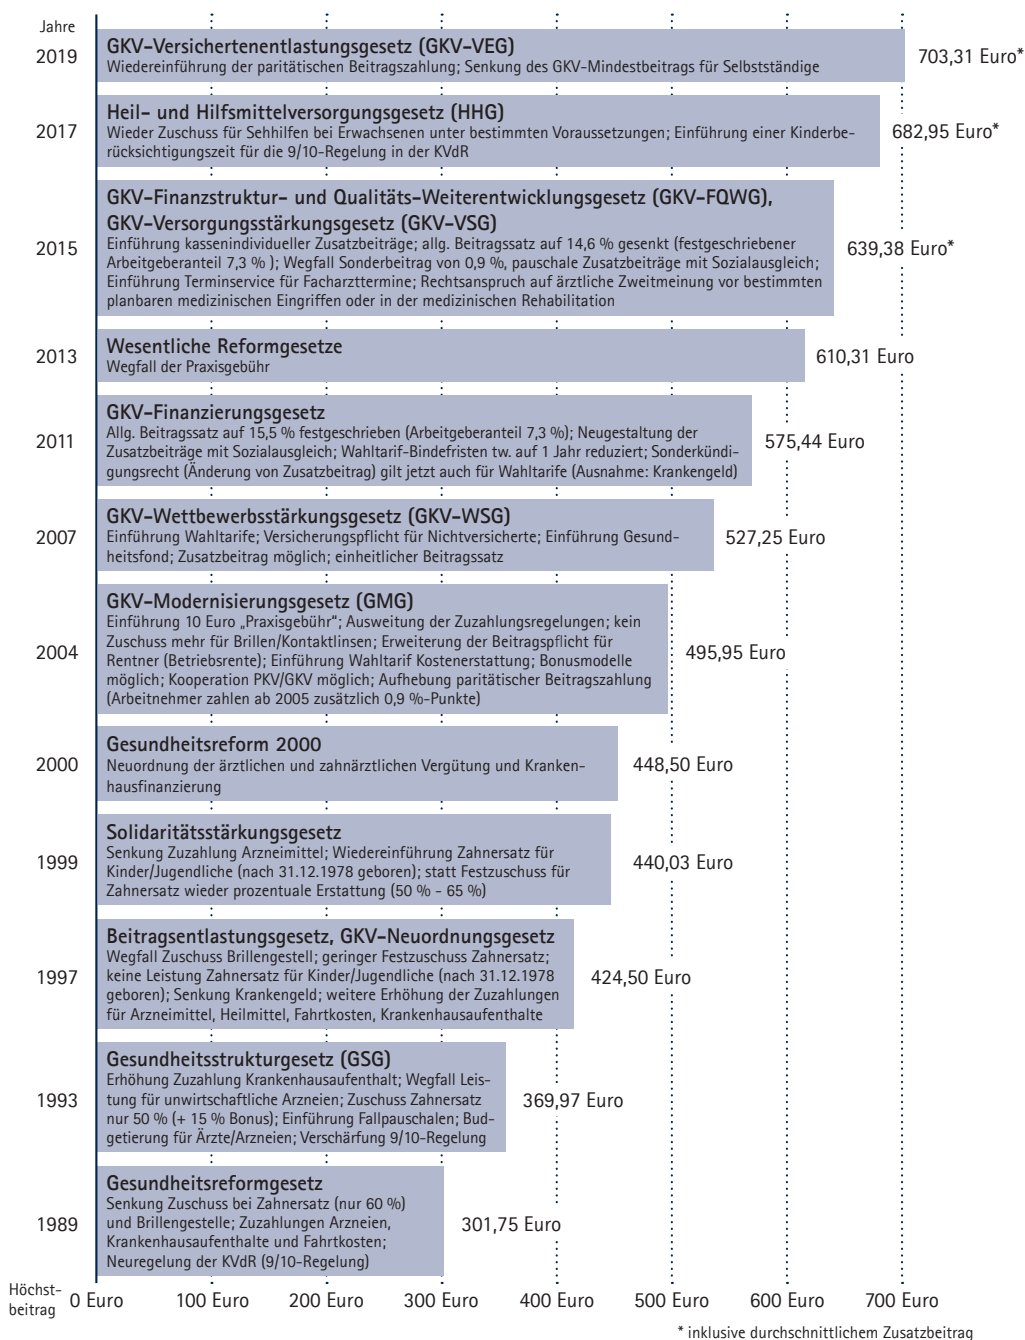 Jahre
2019
GKV-Versichertenentlastungsgesetz (GKV-VEG)
Wiedereinführung der paritätischen Beitragszahlung; Senkung des GKV-Mindestbeitrags für Selbstständige
703,31 Euro*
2017
Heil- und Hilfsmittelversorgungsgesetz (HHG)
Wieder Zuschuss für Sehhilfen bei Erwachsenen unter bestimmten Voraussetzungen; Einführung einer Kinderbe-
rücksichtigungszeit für die 9/10-Regelung in der KVdR
682,95 Euro*
2015
GKV-Finanzstruktur- und Qualitäts-Weiterentwicklungsgesetz (GKV-FQWG),
GKV-Versorgungsstärkungsgesetz (GKV-VSG)
Einführung kassenindividueller Zusatzbeiträge; allg. Beitragssatz auf 14,6 % gesenkt (festgeschriebener
Arbeitgeberanteil 7,3 % ); Wegfall Sonderbeitrag von 0,9 %, pauschale Zusatzbeiträge mit Sozialausgleich;
Einführung Terminservice für Facharzttermine; Rechtsanspruch auf ärztliche Zweitmeinung vor bestimmten
planbaren medizinischen Eingriffen oder in der medizinischen Rehabilitation
639,38 Euro*
2013
Wesentliche Reformgesetze
Wegfall der Praxisgebühr
610,31 Euro
2011
GKV-Finanzierungsgesetz
Allg. Beitragssatz auf 15,5 % festgeschrieben (Arbeitgeberanteil 7,3 %); Neugestaltung der
Zusatzbeiträge mit Sozialausgleich; Wahltarif-Bindefristen tw. auf 1 Jahr reduziert; Sonderkündi-
gungsrecht (Änderung von Zusatzbeitrag) gilt jetzt auch für Wahltarife (Ausnahme: Krankengeld)
575,44 Euro
2007
GKV-Wettbewerbsstärkungsgesetz (GKV-WSG)
Einführung Wahltarife; Versicherungspflicht für Nichtversicherte; Einführung Gesund-
heitsfond; Zusatzbeitrag möglich; einheitlicher Beitragssatz
527,25 Euro
2004
GKV-Modernisierungsgesetz (GMG)
Einführung 10 Euro „Praxisgebühr“; Ausweitung der Zuzahlungsregelungen; kein
Zuschuss mehr für Brillen/Kontaktlinsen; Erweiterung der Beitragspflicht für
Rentner (Betriebsrente); Einführung Wahltarif Kostenerstattung; Bonusmodelle
möglich; Kooperation PKV/GKV möglich; Aufhebung paritätischer Beitragszahlung
(Arbeitnehmer zahlen ab 2005 zusätzlich 0,9 %-Punkte)
495,95 Euro
2000
Gesundheitsreform 2000
Neuordnung der ärztlichen und zahnärztlichen Vergütung und Kranken-
hausfinanzierung
448,50 Euro
1999
Solidaritätsstärkungsgesetz
Senkung Zuzahlung Arzneimittel; Wiedereinführung Zahnersatz für
Kinder/Jugendliche (nach 31.12.1978 geboren); statt Festzuschuss für
Zahnersatz wieder prozentuale Erstattung (50 % - 65 %)
440,03 Euro
1997
Beitragsentlastungsgesetz, GKV-Neuordnungsgesetz
Wegfall Zuschuss Brillengestell; geringer Festzuschuss Zahnersatz;
keine Leistung Zahnersatz für Kinder/Jugendliche (nach 31.12.1978
geboren); Senkung Krankengeld; weitere Erhöhung der Zuzahlungen
für Arzneimittel, Heilmittel, Fahrtkosten, Krankenhausaufenthalte
424,50 Euro
1993
Gesundheitsstrukturgesetz (GSG)
Erhöhung Zuzahlung Krankenhausaufenthalt; Wegfall Leis-
tung für unwirtschaftliche Arzneien; Zuschuss Zahnersatz
nur 50 % (+ 15 % Bonus); Einführung Fallpauschalen; Bud-
getierung für Ärzte/Arzneien; Verschärfung 9/10-Regelung
369,97 Euro
1989
Gesundheitsreformgesetz
Senkung Zuschuss bei Zahnersatz (nur 60 %)
und Brillengestelle; Zuzahlungen Arzneien,
Krankenhausaufenthalte und Fahrtkosten;
Neuregelung der KVdR (9/10-Regelung)
301,75 Euro
Höchst-
beitrag
0 Euro 100 Euro 200 Euro 300 Euro 400 Euro 500 Euro 600 Euro 700 Euro
* inklusive durchschnittlichem Zusatzbeitrag